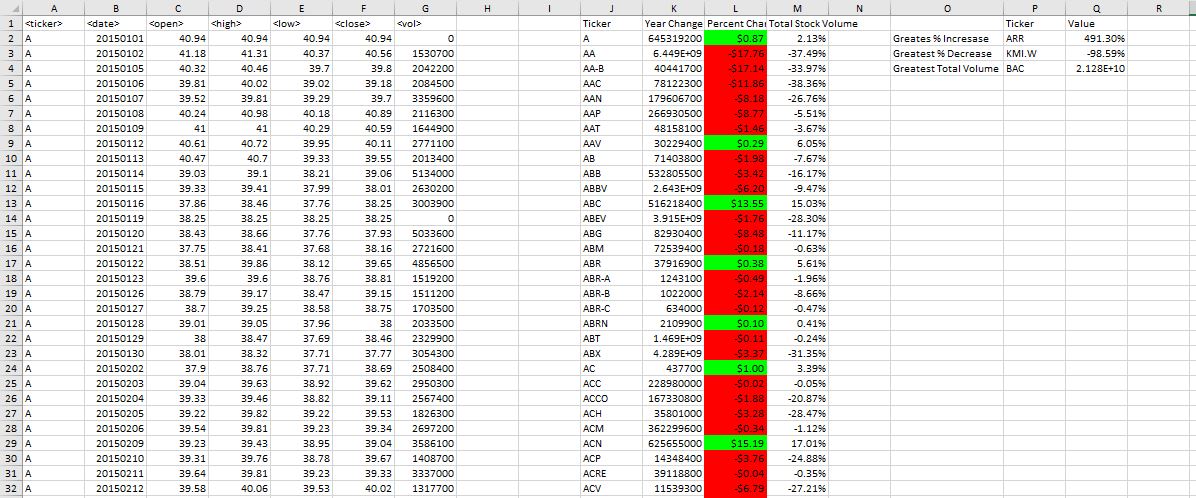 A B C D E F G H I J K L M N O P Q R
1 <ticker> <date> <open> <high> <low> <close> <vol> Ticker Year Change Percent Chan Total Stock Volume Ticker Value
2 A 20150101 40.94 40.94 40.94 40.94 0 A 645319200 $0.87 2.13% Greates % Incresase ARR 491.30%
3 A 20150102 41.18 41.31 40.37 40.56 1530700 AA 6.449E+09 -$17.76 -37.49% Greatest % Decrease KMI.W -98.59%
4 A 20150105 40.32 40.46 39.7 39.8 2042200 AA-B 40441700 -$17.14 -33.97% Greatest Total Volume BAC 2.128E+10
5 A 20150106 39.81 40.02 39.02 39.18 2084500 AAC 78122300 -$11.86 -38.36%
6 A 20150107 39.52 39.81 39.29 39.7 3359600 AAN 179606700 -$8.18 -26.76%
7 A 20150108 40.24 40.98 40.18 40.89 2116300 AAP 266930500 -$8.77 -5.51%
8 A 20150109 41 41 40.29 40.59 1644900 AAT 48158100 -$1.46 -3.67%
9 A 20150112 40.61 40.72 39.95 40.11 2771100 AAV 30229400 $0.29 6.05%
10 A 20150113 40.47 40.7 39.33 39.55 2013400 AB 71403800 -$1.98 -7.67%
11 A 20150114 39.03 39.1 38.21 39.06 5134000 ABB 532805500 -$3.42 -16.17%
12 A 20150115 39.33 39.41 37.99 38.01 2630200 ABBV 2.643E+09 -$6.20 -9.47%
13 A 20150116 37.86 38.46 37.76 38.25 3003900 ABC 516218400 $13.55 15.03%
14 A 20150119 38.25 38.25 38.25 38.25 0 ABEV 3.915E+09 -$1.76 -28.30%
15 A 20150120 38.43 38.66 37.76 37.93 5033600 ABG 82930400 -$8.48 -11.17%
16 A 20150121 37.75 38.41 37.68 38.16 2721600 ABM 72539400 -$0.18 -0.63%
17 A 20150122 38.51 39.86 38.12 39.65 4856500 ABR 37916900 $0.38 5.61%
18 A 20150123 39.6 39.6 38.76 38.81 1519200 ABR-A 1243100 -$0.49 -1.96%
19 A 20150126 38.79 39.17 38.47 39.15 1511200 ABR-B 1022000 -$2.14 -8.66%
20 A 20150127 38.7 39.25 38.58 38.75 1703500 ABR-C 634000 -$0.12 -0.47%
21 A 20150128 39.01 39.05 37.96 38 2033500 ABRN 2109900 $0.10 0.41%
22 A 20150129 38 38.47 37.69 38.46 2329900 ABT 1.469E+09 -$0.11 -0.24%
23 A 20150130 38.01 38.32 37.71 37.77 3054300 ABX 4.289E+09 -$3.37 -31.35%
24 A 20150202 37.9 38.76 37.71 38.69 2508400 AC 437700 $1.00 3.39%
25 A 20150203 39.04 39.63 38.92 39.62 2950300 ACC 228980000 -$0.02 -0.05%
26 A 20150204 39.33 39.46 38.82 39.11 2567400 ACCO 167330800 -$1.88 -20.87%
27 A 20150205 39.22 39.82 39.22 39.53 1826300 ACH 35801000 -$3.28 -28.47%
28 A 20150206 39.54 39.81 39.23 39.34 2697200 ACM 362299600 -$0.34 -1.12%
29 A 20150209 39.23 39.43 38.95 39.04 3586100 ACN 625655000 $15.19 17.01%
30 A 20150210 39.31 39.76 38.78 39.67 1408700 ACP 14348400 -$3.76 -24.88%
31 A 20150211 39.64 39.81 39.23 39.33 3337000 ACRE 39118800 -$0.04 -0.35%
32 A 20150212 39.58 40.06 39.53 40.02 1317700 ACV 11539300 -$6.79 -27.21%